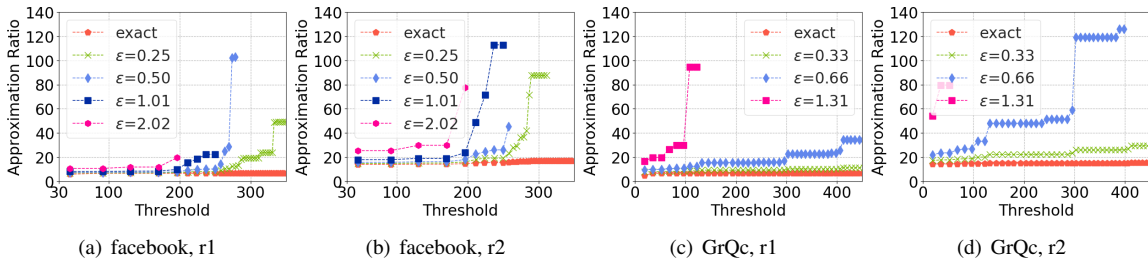 Approximation Ratio
140
120
100
80
60
40
20
0
exact
ε=0.25
ε=0.50
ε=1.01
ε=2.02
30 100 200 300
Threshold
(a) facebook, r1
Approximation Ratio
140
120
100
80
60
40
20
0
exact
ε=0.25
ε=0.50
ε=1.01
ε=2.02
30 100 200 300
Threshold
(b) facebook, r2
Approximation Ratio
140
120
100
80
60
40
20
0
exact
ε=0.33
ε=0.66
ε=1.31
0 100 200 300 400
Threshold
(c) GrQc, r1
Approximation Ratio
140
120
100
80
60
40
20
0
exact
ε=0.33
ε=0.66
ε=1.31
0 100 200 300 400
Threshold
(d) GrQc, r2